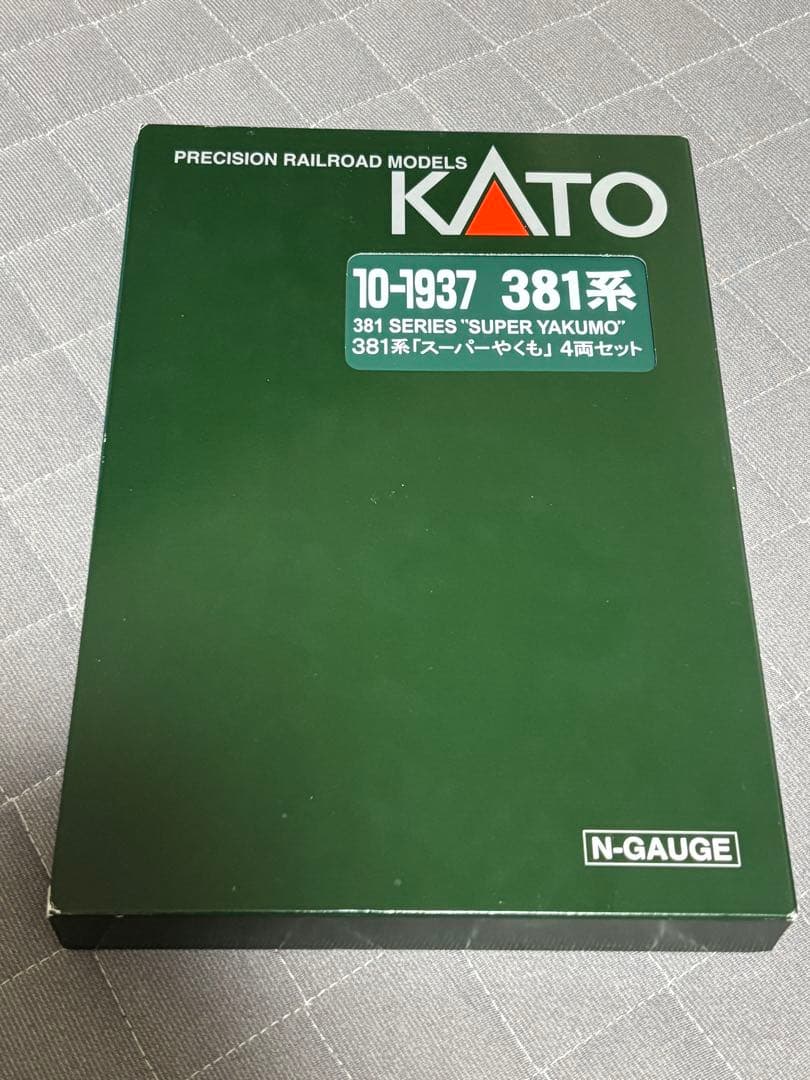 PRECISION RAILROAD MODELS
KATO
10-1937 381系
381 SERIES "SUPER YAKUMO"
381系「スーパーやくも」 4両セット
N-GAUGE